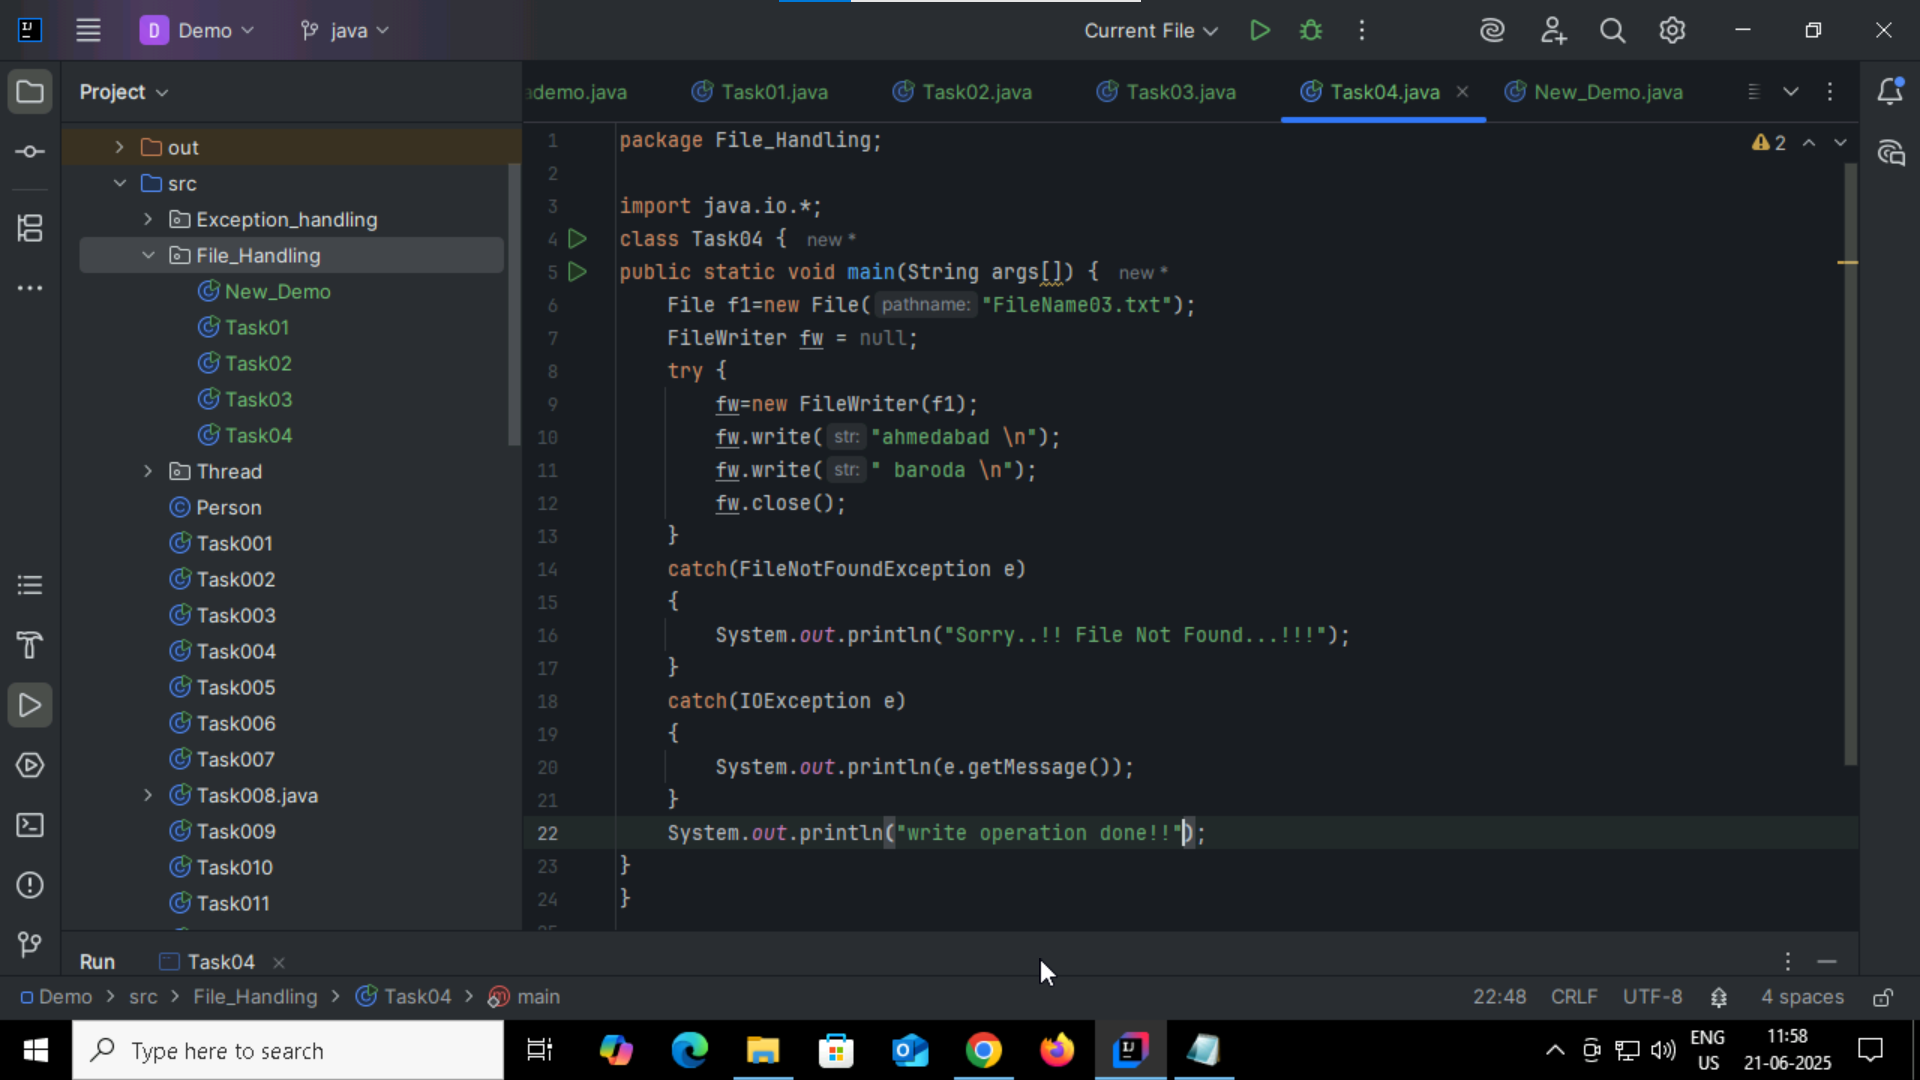 D Demo java Current File
Project
ademo.java Task01.java Task02.java Task03.java Task04.java New_Demo.java
out
src
Exception_handling
File_Handling
New_Demo
Task01
Task02
Task03
Task04
Thread
Person
Task001
Task002
Task003
Task004
Task005
Task006
Task007
Task008.java
Task009
Task010
Task011
2
1 package File_Handling;
2
3 import java.io.*;
4 class Task04 { new *
5 public static void main(String args[]) { new *
6 File f1=new File( pathname: "FileName03.txt");
7 FileWriter fw = null;
8 try {
9 fw=new FileWriter(f1);
10 fw.write( str: "ahmedabad \n");
11 fw.write( str: " baroda \n");
12 fw.close();
13 }
14 catch(FileNotFoundException e)
15 {
16 System.out.println("Sorry..!! File Not Found...!!!");
17 }
18 catch(IOException e)
19 {
20 System.out.println(e.getMessage());
21 }
22 System.out.println("write operation done!!");
23 }
24 }
Run Task04
Demo > src > File_Handling > Task04 > main 22:48 CRLF UTF-8 4 spaces
Type here to search
ENG
US
11:58
21-06-2025